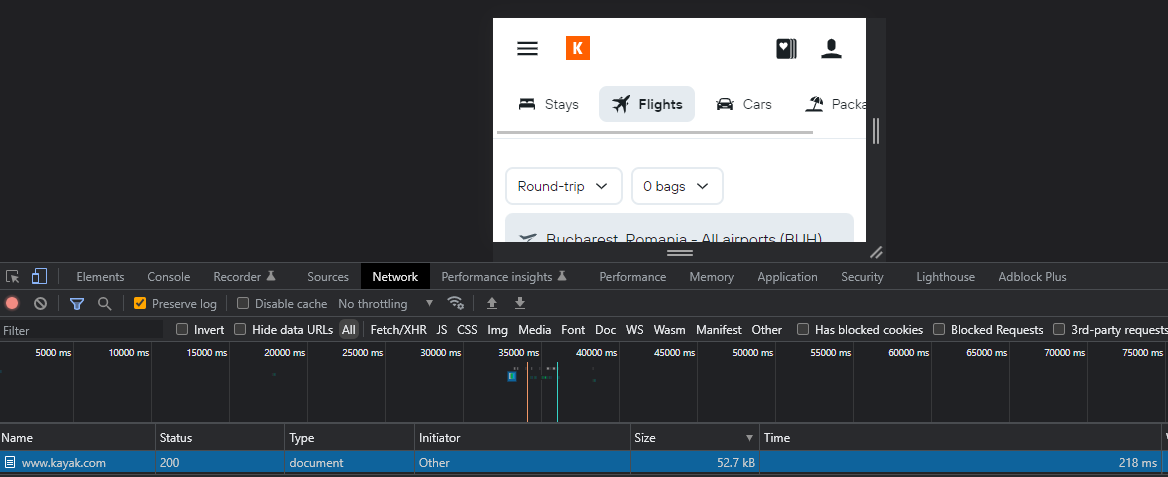 K
Stays Flights Cars Packa
Round-trip 0 bags
Bucharest, Romania - All airports (BUH)
Elements Console Recorder Sources Network Performance insights Performance Memory Application Security Lighthouse Adblock Plus
Preserve log Disable cache No throttling
Filter Invert Hide data URLs All Fetch/XHR JS CSS Img Media Font Doc WS Wasm Manifest Other Has blocked cookies Blocked Requests 3rd-party requests
5000 ms 10000 ms 15000 ms 20000 ms 25000 ms 30000 ms 35000 ms 40000 ms 45000 ms 50000 ms 55000 ms 60000 ms 65000 ms 70000 ms 75000 ms
Name Status Type Initiator Size Time
www.kayak.com 200 document Other 52.7 kB 218 ms